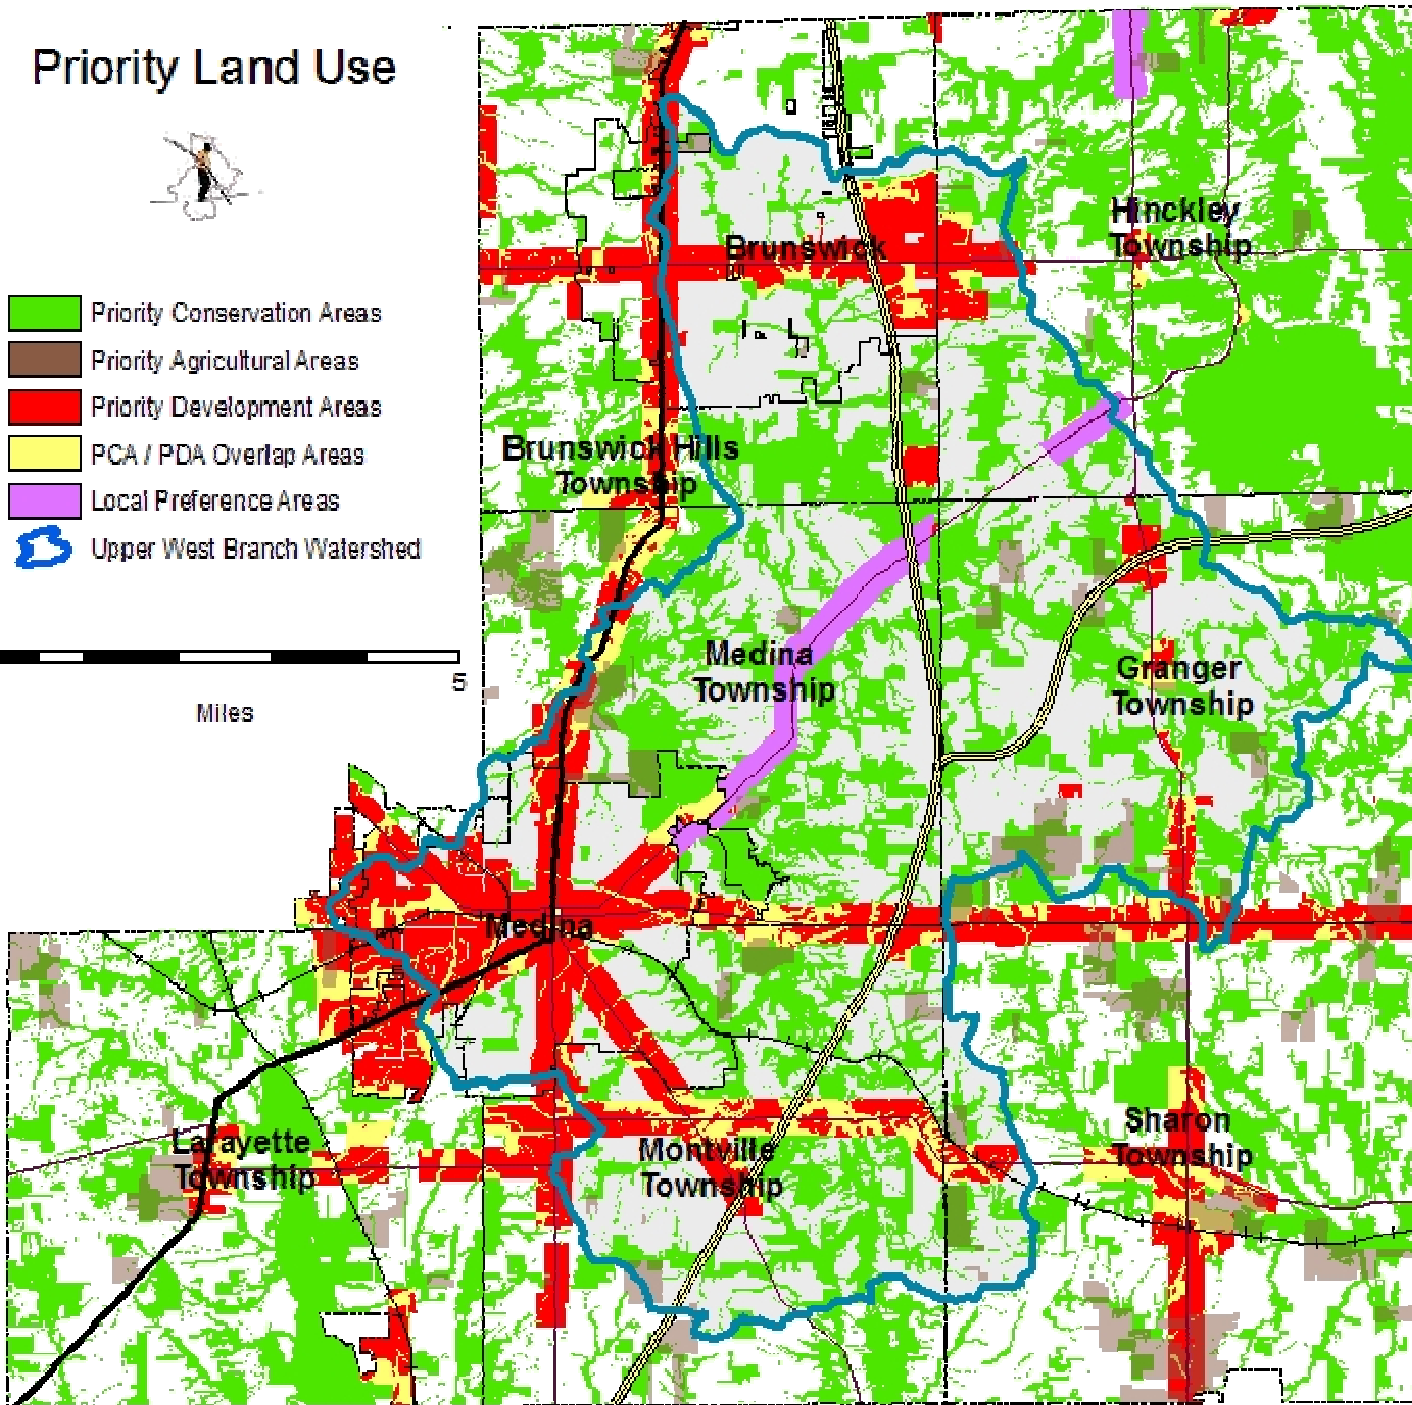 Priority Land Use
Priority Conservation Areas
Priority Agricultural Areas
Priority Development Areas
PCA / PDA Overlap Areas
Local Preference Areas
Upper West Branch Watershed
5
Miles
Hinckley
Township
Brunswick
Brunswick Hills
Township
Medina
Township
Granger
Township
Medina
Lafayette
Township
Montville
Township
Sharon
Township